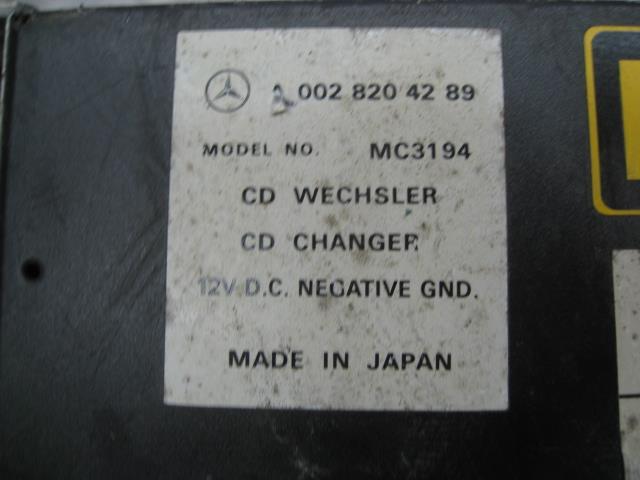 A 002 820 42 89
MODEL NO. MC3194
CD WECHSLER
CD CHANGER
12V D.C. NEGATIVE GND.
MADE IN JAPAN